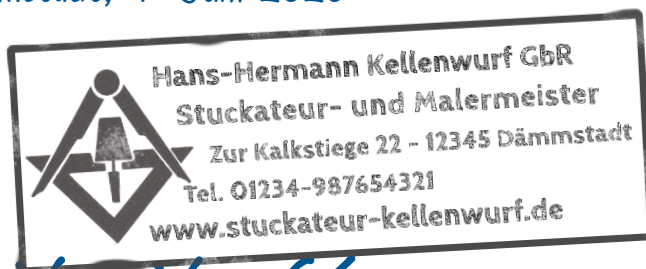 Hans-Hermann Kellenwurf GbR
Stuckateur- und Malermeister
Zur Kalkstiege 22 - 12345 Dämmstadt
Tel. 01234-987654321
www.stuckateur-kellenwurf.de